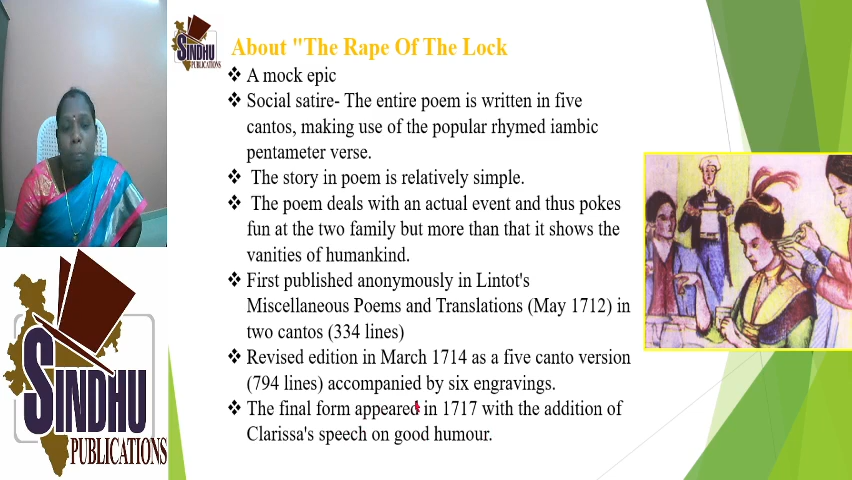 SINDHU
PUBLICATIONS
About "The Rape Of The Lock
❖ A mock epic
❖ Social satire- The entire poem is written in five
cantos, making use of the popular rhymed iambic
pentameter verse.
❖ The story in poem is relatively simple.
❖ The poem deals with an actual event and thus pokes
fun at the two family but more than that it shows the
vanities of humankind.
❖ First published anonymously in Lintot's
Miscellaneous Poems and Translations (May 1712) in
two cantos (334 lines)
❖ Revised edition in March 1714 as a five canto version
(794 lines) accompanied by six engravings.
❖ The final form appeared in 1717 with the addition of
Clarissa's speech on good humour.
SINDHU
PUBLICATIONS